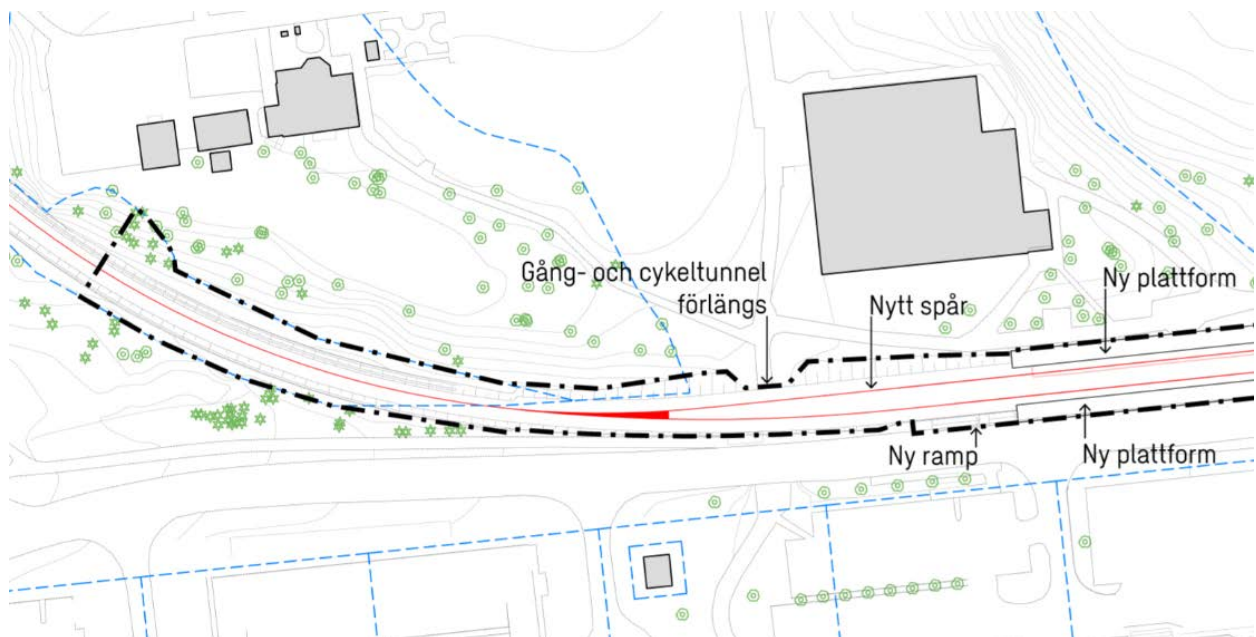 Gång- och cykeltunnel
förlängs
Nytt spår
Ny plattform
Ny ramp
Ny plattform